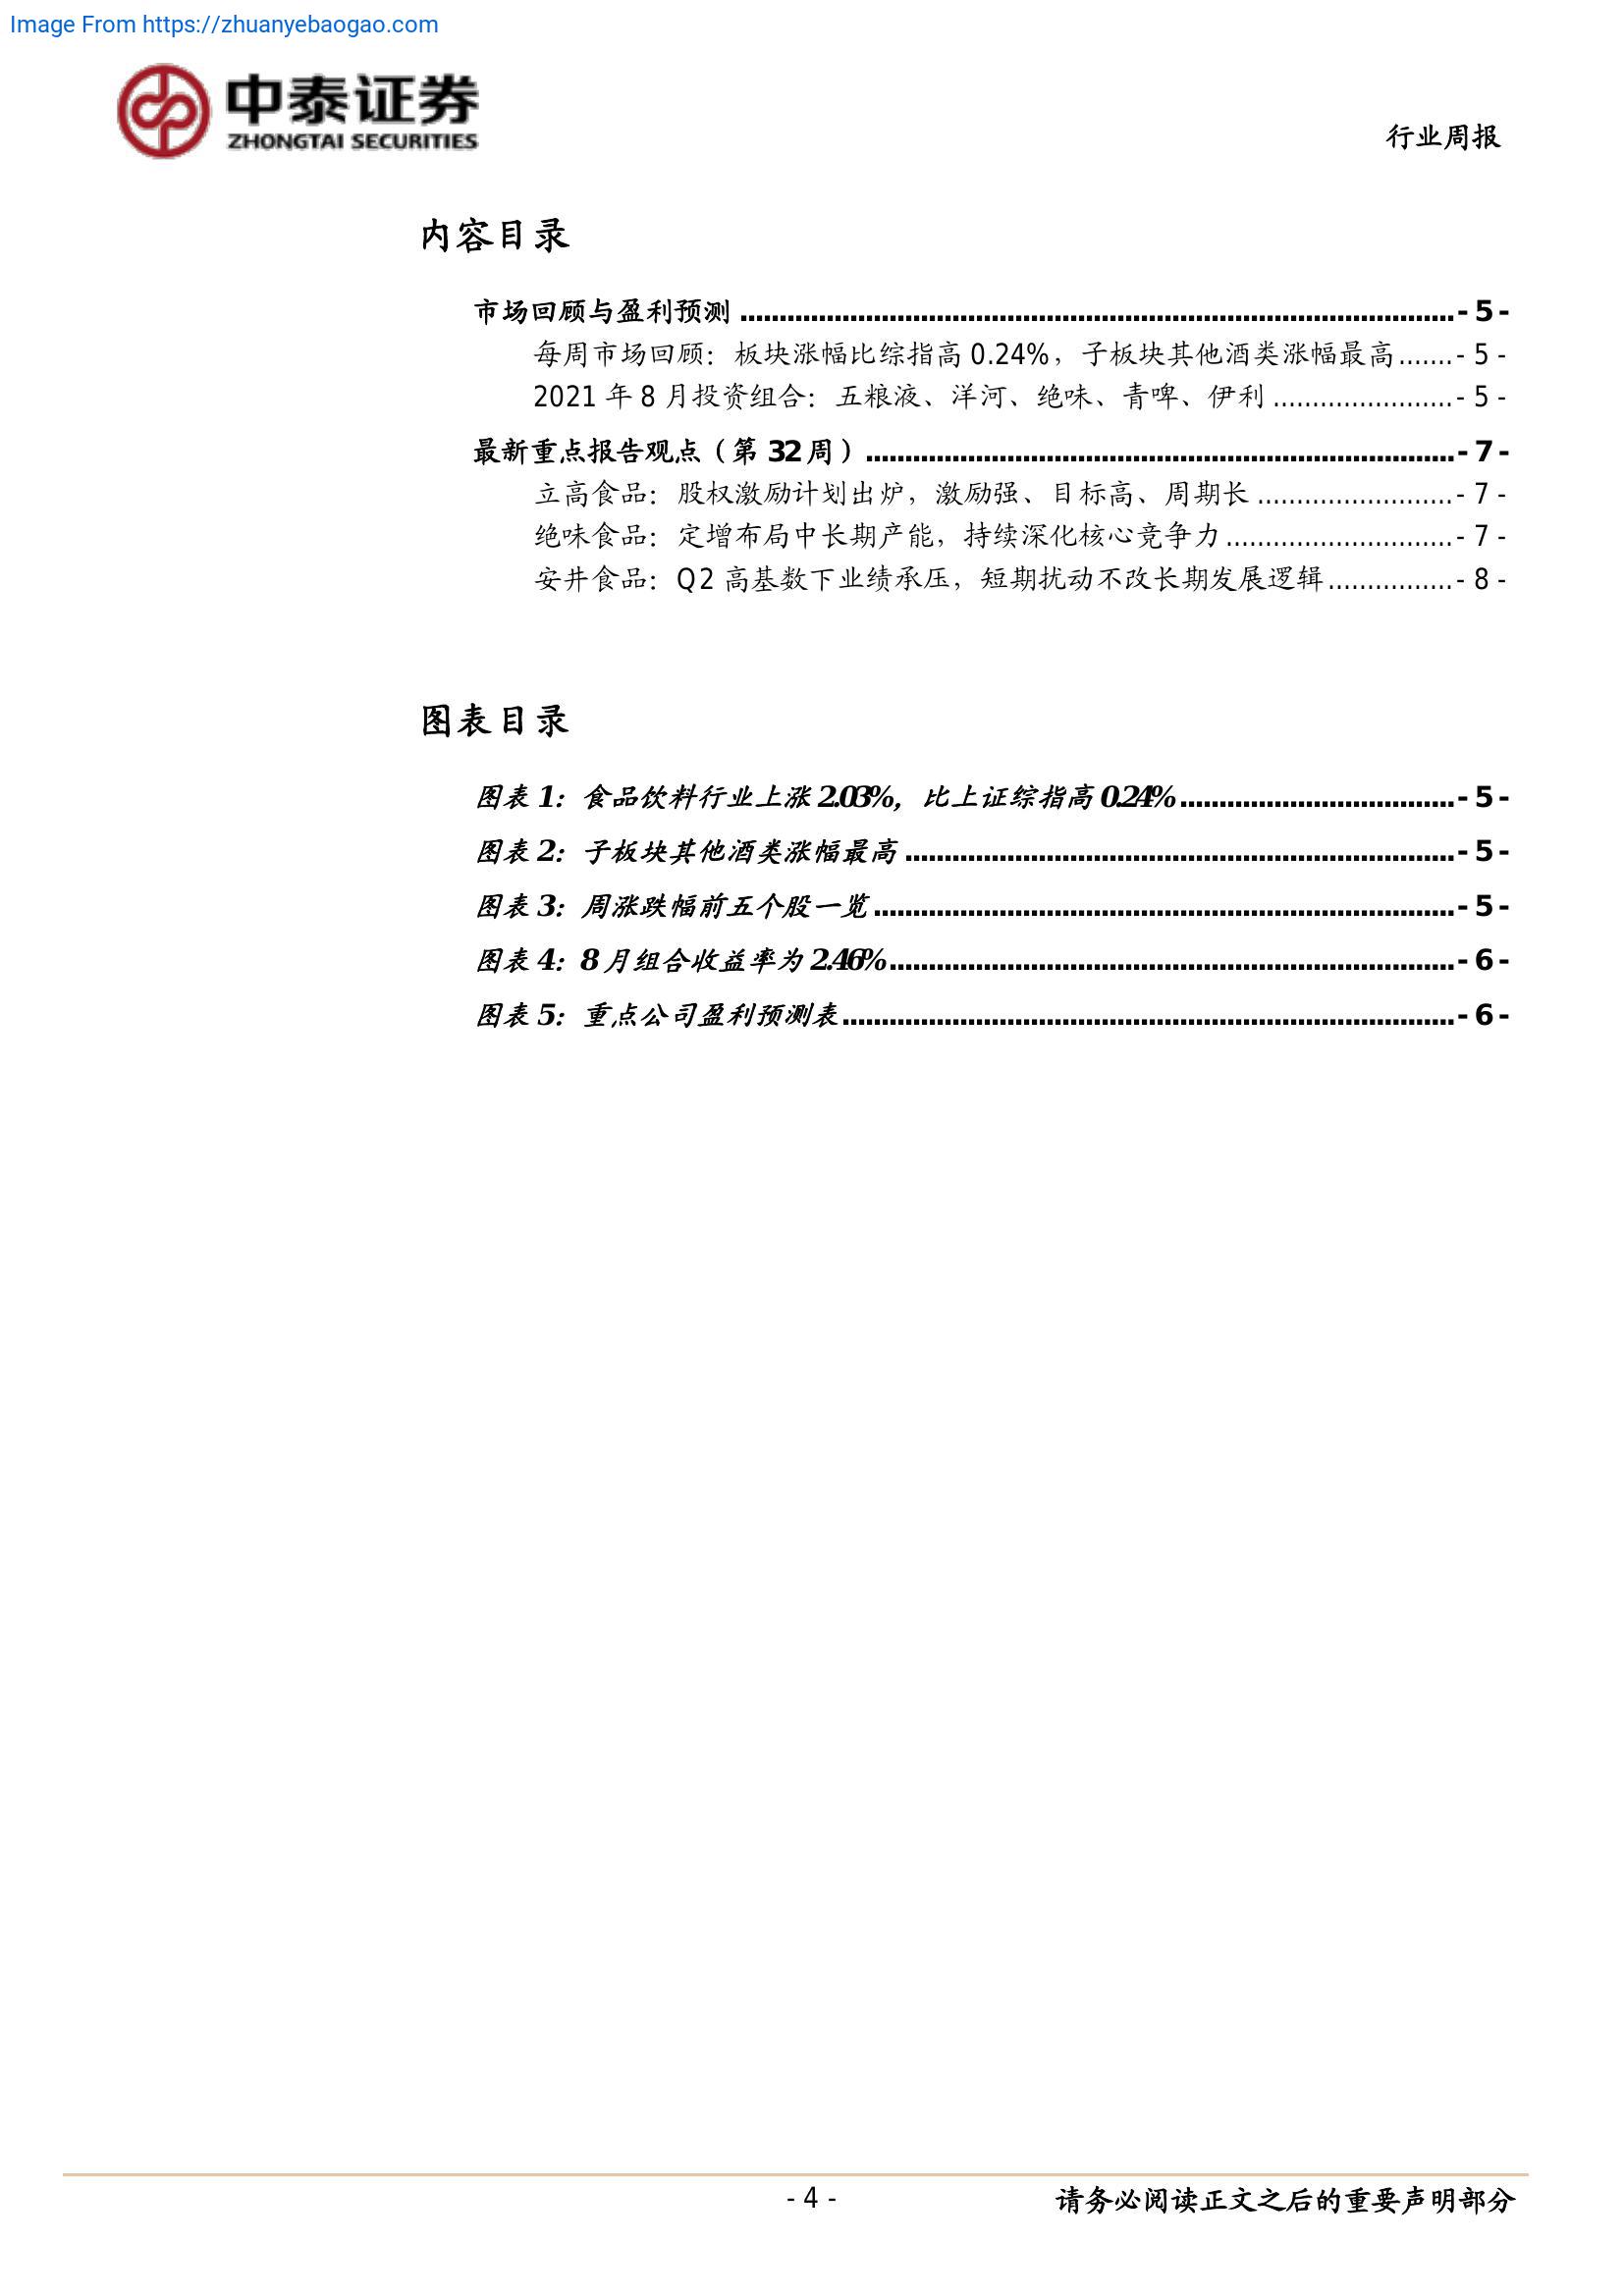 Image From https://zhuanyebaogao.com
中泰证券
ZHONGTAI SECURITIES
行业周报
内容目录
市场回顾与盈利预测 ........................................................................................... - 5 -
每周市场回顾：板块涨幅比综指高 0.24%，子板块其他酒类涨幅最高 ....... - 5 -
2021 年 8 月投资组合：五粮液、洋河、绝味、青啤、伊利 ....................... - 5 -
最新重点报告观点（第 32 周） ........................................................................... - 7 -
立高食品：股权激励计划出炉，激励强、目标高、周期长 ......................... - 7 -
绝味食品：定增布局中长期产能，持续深化核心竞争力 ............................. - 7 -
安井食品：Q2 高基数下业绩承压，短期扰动不改长期发展逻辑 ................ - 8 -
图表目录
图表 1：食品饮料行业上涨 2.03%，比上证综指高 0.24% ................................... - 5 -
图表 2：子板块其他酒类涨幅最高 ...................................................................... - 5 -
图表 3：周涨跌幅前五个股一览 .......................................................................... - 5 -
图表 4：8 月组合收益率为 2.46% ........................................................................ - 6 -
图表 5：重点公司盈利预测表 .............................................................................. - 6 -
- 4 -
请务必阅读正文之后的重要声明部分